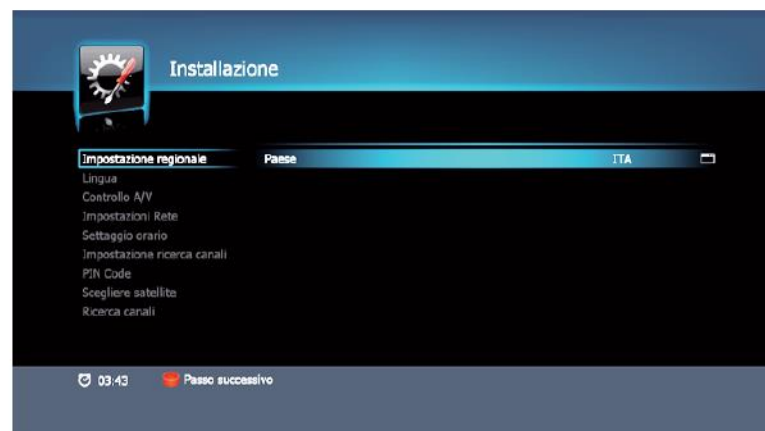 Installazione
Impostazione regionale Paese ITA
Lingua
Controllo A/V
Impostazioni Rete
Settaggio orario
Impostazione ricerca canali
PIN Code
Scegliere satellite
Ricerca canali
03:43 Passo successivo